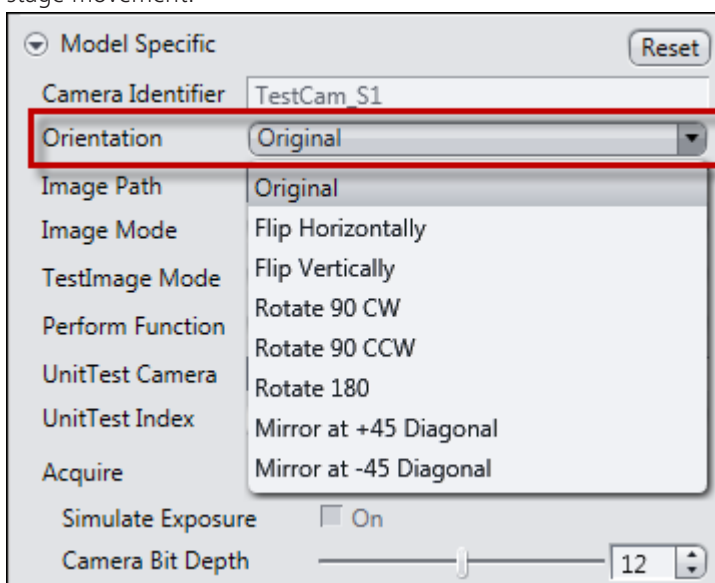 stage movement.
Model Specific Reset
Camera Identifier TestCam_S1
Orientation Original
Image Path Original
Image Mode Flip Horizontally
TestImage Mode Flip Vertically
Rotate 90 CW
Perform Function Rotate 90 CCW
UnitTest Camera Rotate 180
UnitTest Index Mirror at +45 Diagonal
Acquire Mirror at -45 Diagonal
Simulate Exposure On
Camera Bit Depth 12